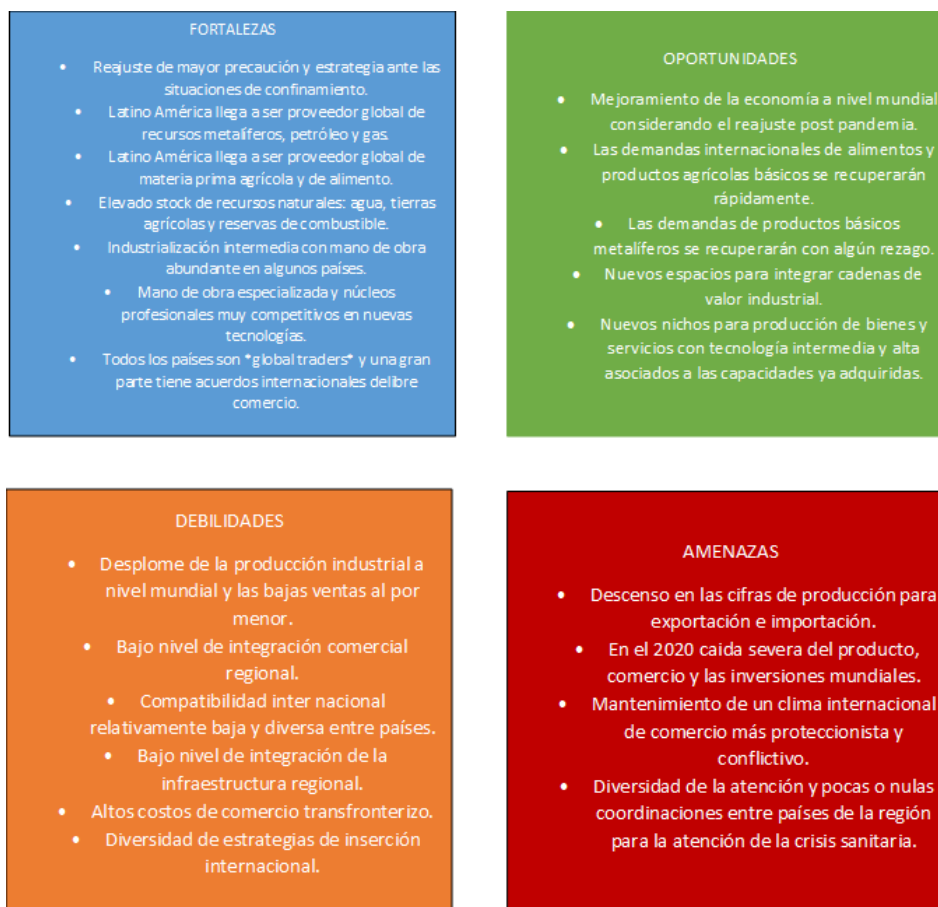 FORTALEZAS
• Reajuste de mayor precaución y estrategia ante las
situaciones de confinamiento.
• Latino América llega a ser proveedor global de
recursos metalíferos, petróleo y gas.
• Latino América llega a ser proveedor global de
materia prima agrícola y de alimento.
• Elevado stock de recursos naturales: agua, tierras
agrícolas y reservas de combustible.
• Industrialización intermedia con mano de obra
abundante en algunos países.
• Mano de obra especializada y núcleos
profesionales muy competitivos en nuevas
tecnologías.
• Todos los países son *global traders* y una gran
parte tiene acuerdos internacionales de libre
comercio.
OPORTUNIDADES
• Mejoramiento de la economía a nivel mundial
considerando el reajuste post pandemia.
• Las demandas internacionales de alimentos y
productos agrícolas básicos se recuperarán
rápidamente.
• Las demandas de productos básicos
metalíferos se recuperarán con algún rezago.
• Nuevos espacios para integrar cadenas de
valor industrial.
• Nuevos nichos para producción de bienes y
servicios con tecnología intermedia y alta
asociados a las capacidades ya adquiridas.
DEBILIDADES
• Desplome de la producción industrial a
nivel mundial y las bajas ventas al por
menor.
• Bajo nivel de integración comercial
regional.
• Compatibilidad inter nacional
relativamente baja y diversa entre países.
• Bajo nivel de integración de la
infraestructura regional.
• Altos costos de comercio transfronterizo.
• Diversidad de estrategias de inserción
internacional.
AMENAZAS
• Descenso en las cifras de producción para
exportación e importación.
• En el 2020 caida severa del producto,
comercio y las inversiones mundiales.
• Mantenimiento de un clima internacional
de comercio más proteccionista y
conflictivo.
• Diversidad de la atención y pocas o nulas
coordinaciones entre países de la región
para la atención de la crisis sanitaria.